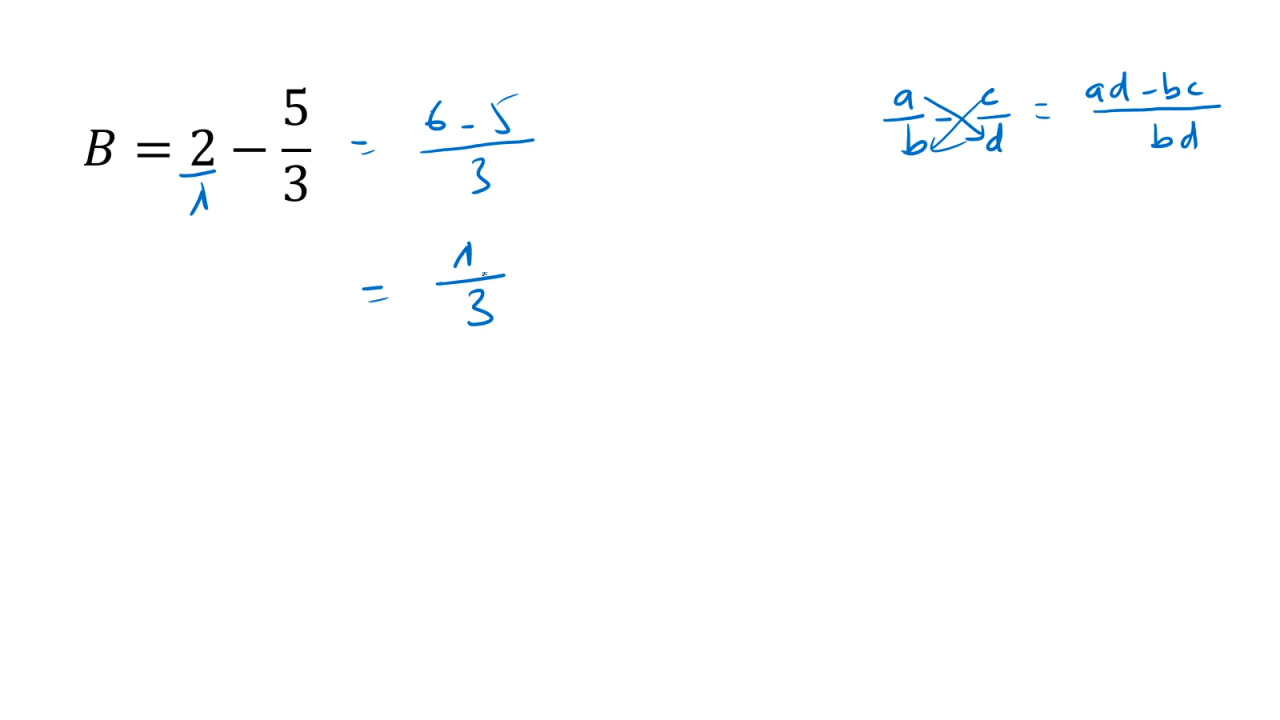 B = 2/1 − 5/3 = (6 - 5)/3
= 1/3
a/b - c/d = (ad - bc)/bd